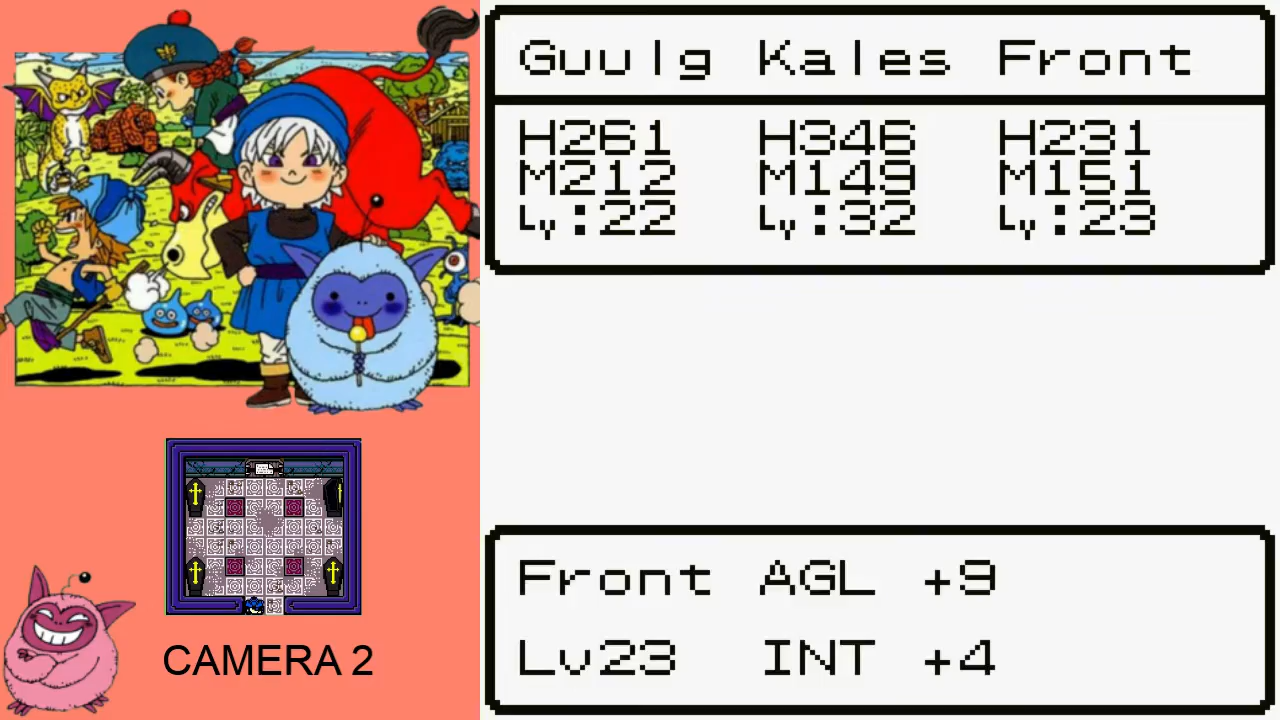 Guulg Kales Front
H261 H346 H231
M212 M149 M151
Lv:22 Lv:32 Lv:23
Front AGL +9
Lv23 INT +4
CAMERA 2